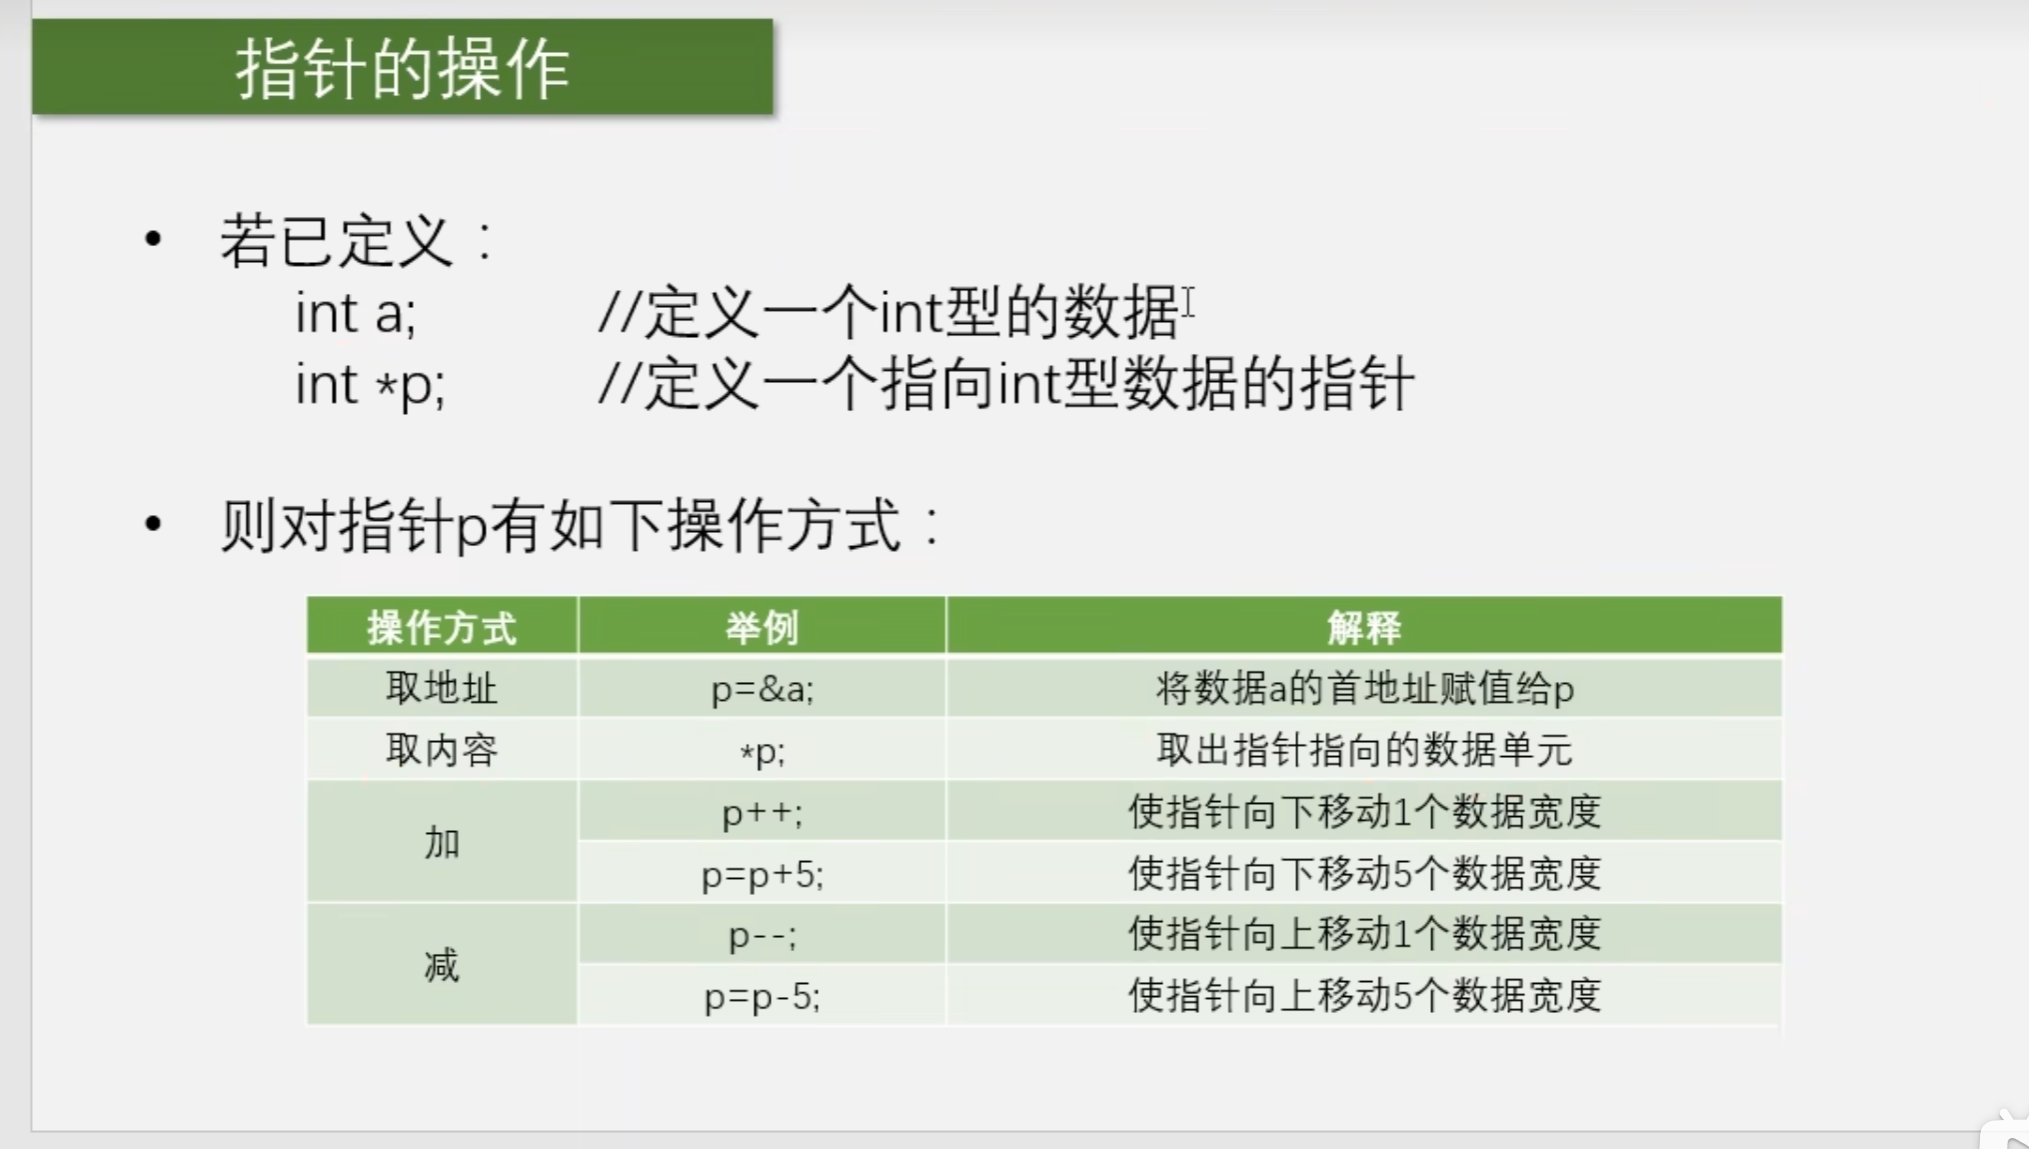 指针的操作
• 若已定义：
int a; //定义一个int型的数据
int *p; //定义一个指向int型数据的指针
• 则对指针p有如下操作方式：
操作方式 举例 解释
取地址 p=&a; 将数据a的首地址赋值给p
取内容 *p; 取出指针指向的数据单元
加 p++; 使指针向下移动1个数据宽度
p=p+5; 使指针向下移动5个数据宽度
减 p--; 使指针向上移动1个数据宽度
p=p-5; 使指针向上移动5个数据宽度